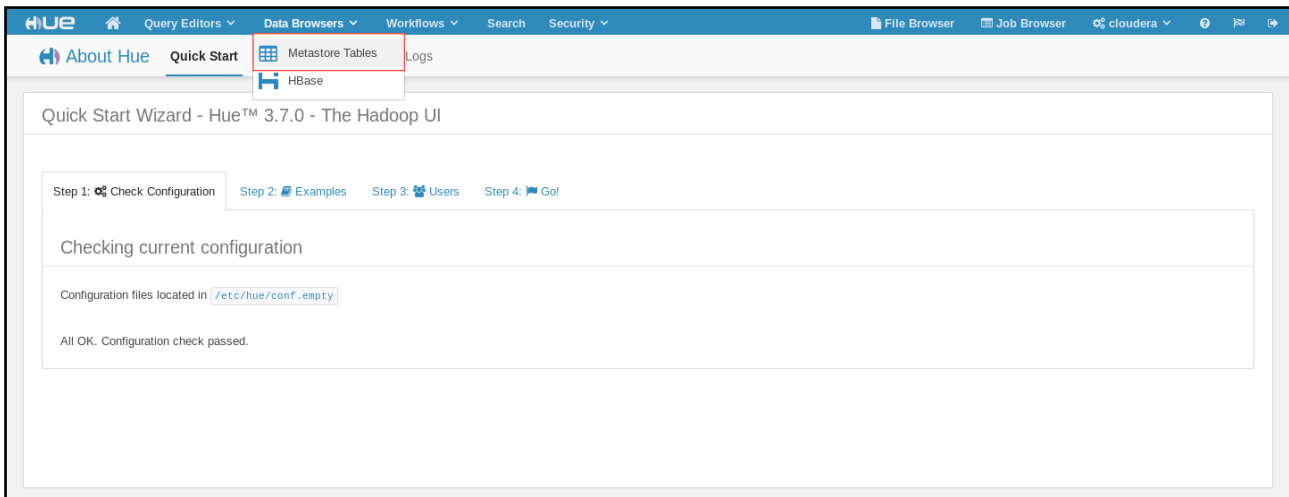 HUE Query Editors Data Browsers Workflows Search Security File Browser Job Browser cloudera
About Hue Quick Start Metastore Tables Logs
HBase
Quick Start Wizard - Hue™ 3.7.0 - The Hadoop UI
Step 1: Check Configuration Step 2: Examples Step 3: Users Step 4: Go!
Checking current configuration
Configuration files located in /etc/hue/conf.empty
All OK. Configuration check passed.